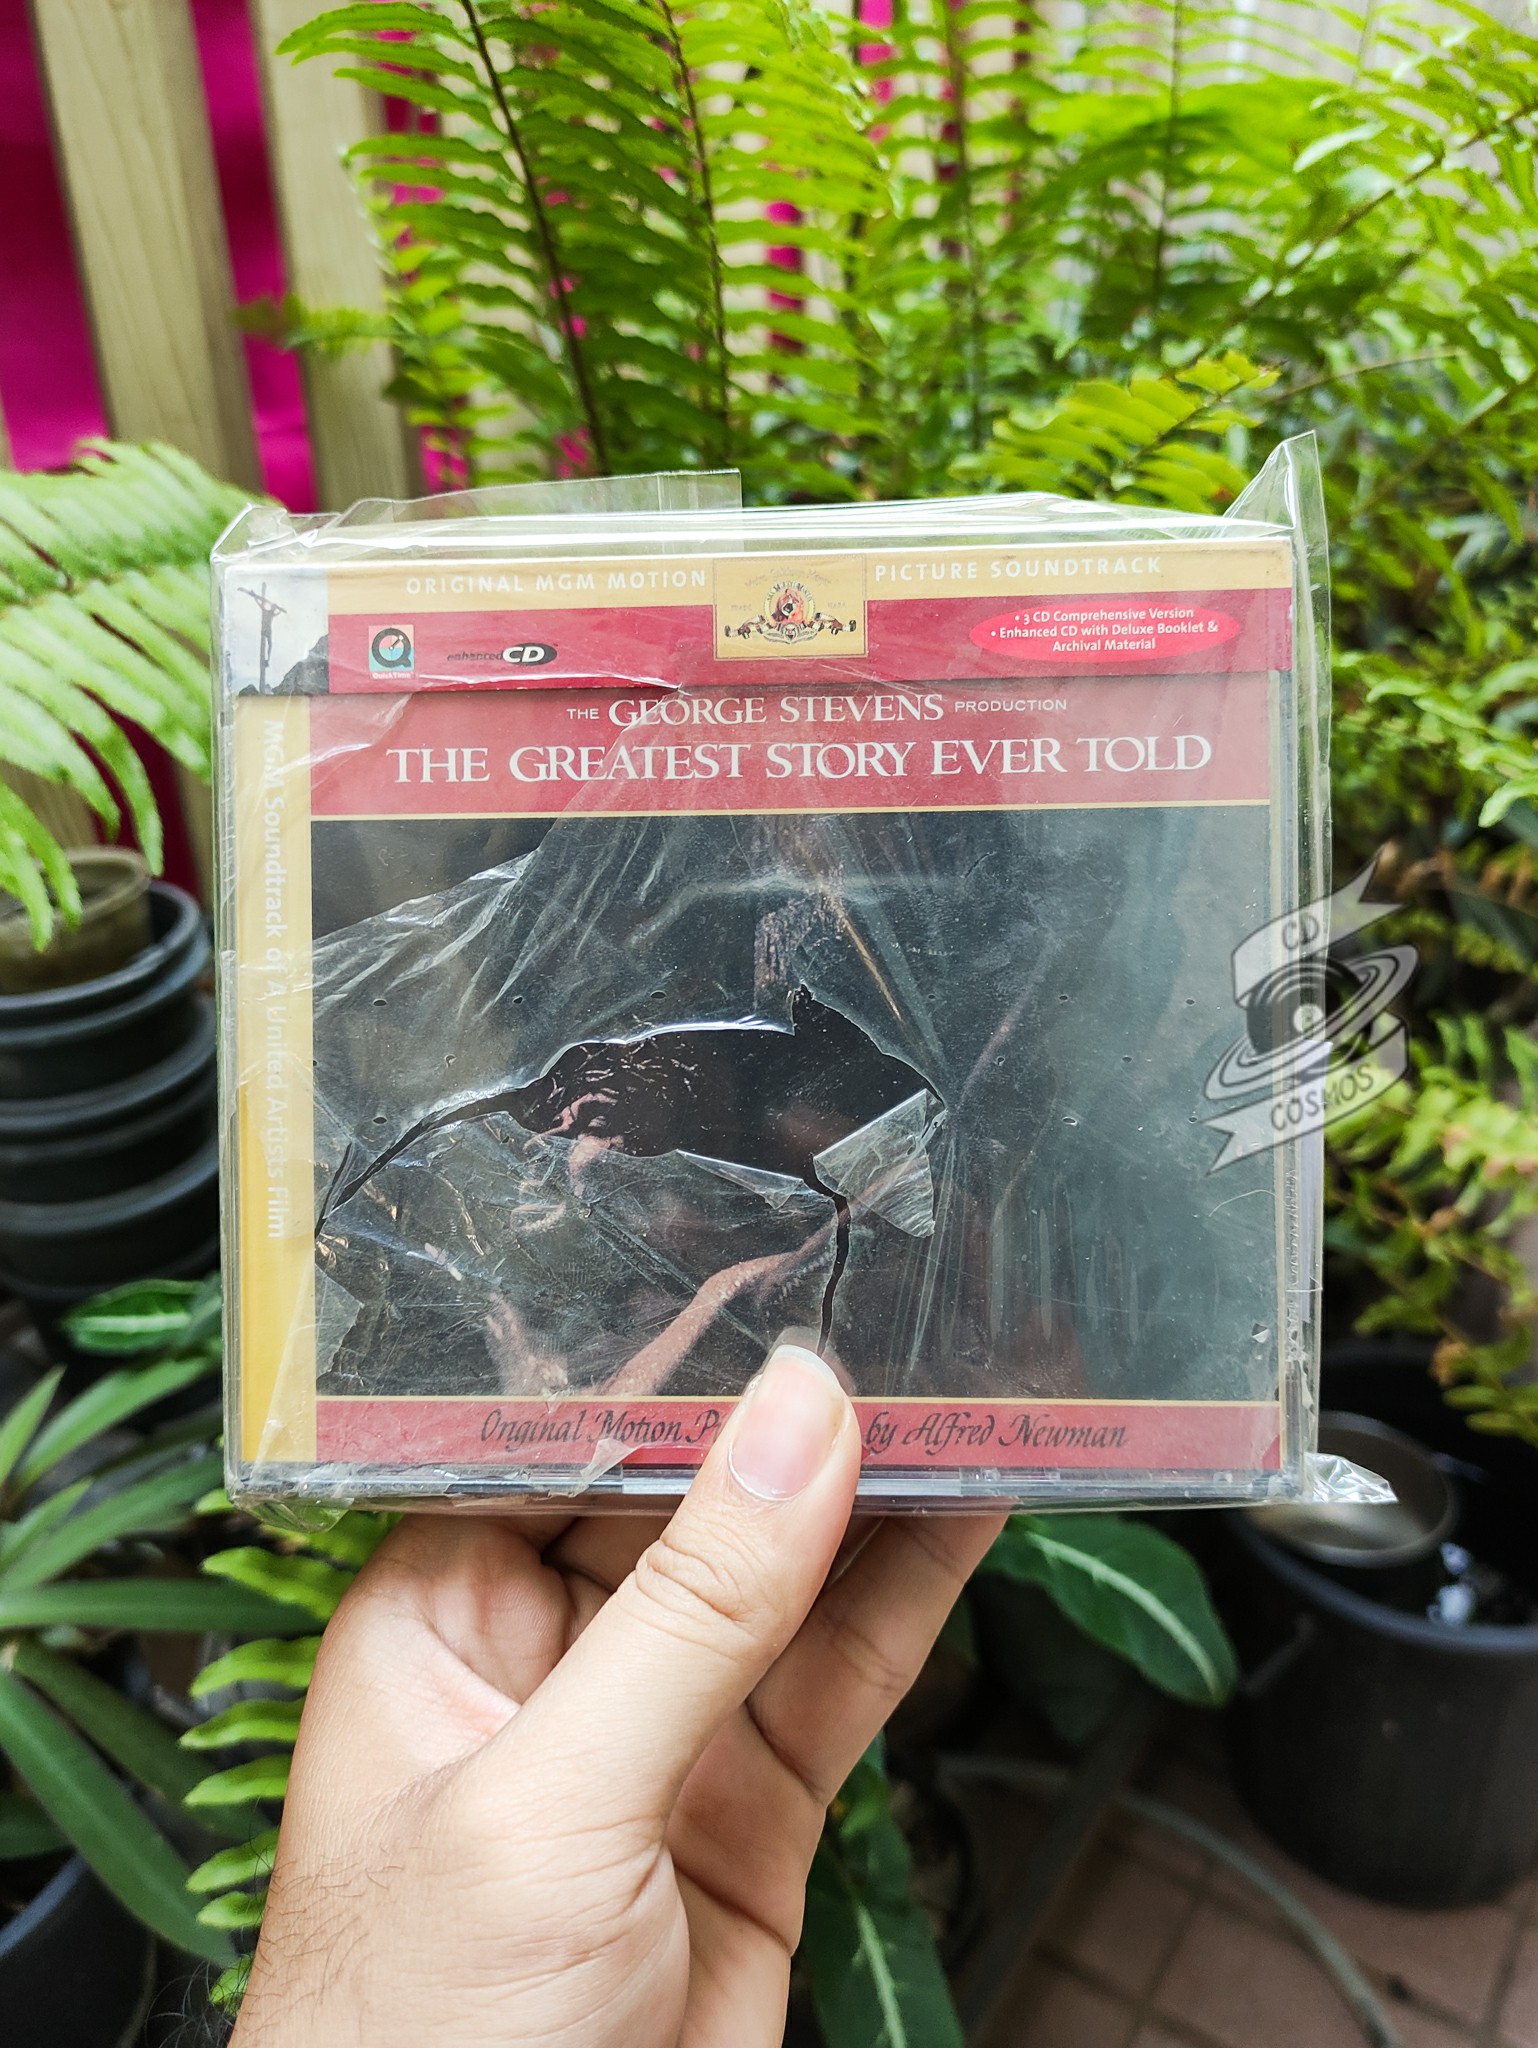 ORIGINAL MGM MOTION PICTURE SOUNDTRACK
QuickTime
enhanced CD
• 3 CD Comprehensive Version
• Enhanced CD with Deluxe Booklet &
Archival Material
THE GEORGE STEVENS PRODUCTION
THE GREATEST STORY EVER TOLD
MGM Soundtrack of A United Artists Film
CD
COSMOS
Original Motion by Alfred Newman